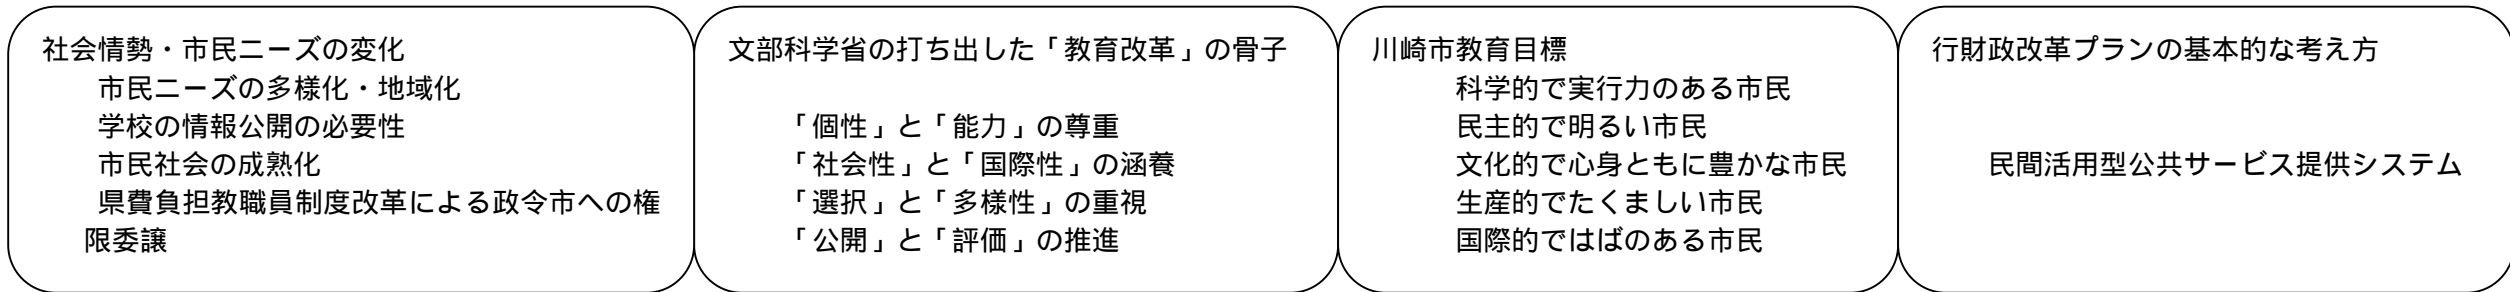 社会情勢・市民ニーズの変化
市民ニーズの多様化・地域化
学校の情報公開の必要性
市民社会の成熟化
県費負担教職員制度改革による政令市への権
限委譲
文部科学省の打ち出した「教育改革」の骨子
「個性」と「能力」の尊重
「社会性」と「国際性」の涵養
「選択」と「多様性」の重視
「公開」と「評価」の推進
川崎市教育目標
科学的で実行力のある市民
民主的で明るい市民
文化的で心身ともに豊かな市民
生産的でたくましい市民
国際的ではばのある市民
行財政改革プランの基本的な考え方
民間活用型公共サービス提供システム